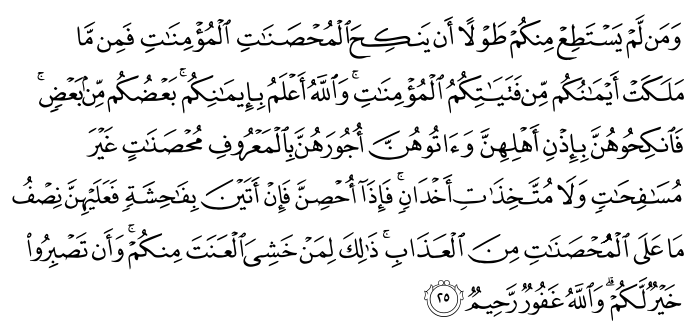 وَمَن لَّمْ يَسْتَطِعْ مِنكُمْ طَوْلًا أَن يَنكِحَ ٱلْمُحْصَنَٰتِ ٱلْمُؤْمِنَٰتِ فَمِن مَّا
مَلَكَتْ أَيْمَٰنُكُم مِّن فَتَيَٰتِكُمُ ٱلْمُؤْمِنَٰتِ ۚ وَٱللَّهُ أَعْلَمُ بِإِيمَٰنِكُم ۚ بَعْضُكُم مِّنۢ بَعْضٍ ۚ
فَٱنكِحُوهُنَّ بِإِذْنِ أَهْلِهِنَّ وَءَاتُوهُنَّ أُجُورَهُنَّ بِٱلْمَعْرُوفِ مُحْصَنَٰتٍ غَيْرَ
مُسَٰفِحَٰتٍ وَلَا مُتَّخِذَٰتِ أَخْدَانٍ ۚ فَإِذَآ أُحْصِنَّ فَإِنْ أَتَيْنَ بِفَٰحِشَةٍ فَعَلَيْهِنَّ نِصْفُ
مَا عَلَى ٱلْمُحْصَنَٰتِ مِنَ ٱلْعَذَابِ ۚ ذَٰلِكَ لِمَنْ خَشِىَ ٱلْعَنَتَ مِنكُمْ ۚ وَأَن تَصْبِرُوا۟
خَيْرٌ لَّكُمْ ۗ وَٱللَّهُ غَفُورٌ رَّحِيمٌ ٢٥